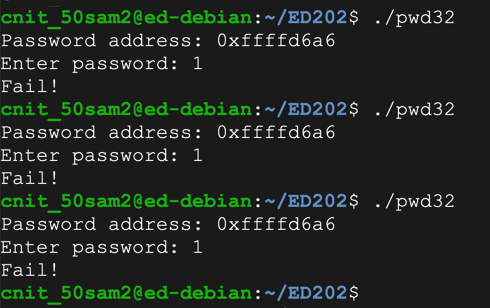 cnit_50sam2@ed-debian:~/ED202$ ./pwd32
Password address: 0xffffd6a6
Enter password: 1
Fail!
cnit_50sam2@ed-debian:~/ED202$ ./pwd32
Password address: 0xffffd6a6
Enter password: 1
Fail!
cnit_50sam2@ed-debian:~/ED202$ ./pwd32
Password address: 0xffffd6a6
Enter password: 1
Fail!
cnit_50sam2@ed-debian:~/ED202$